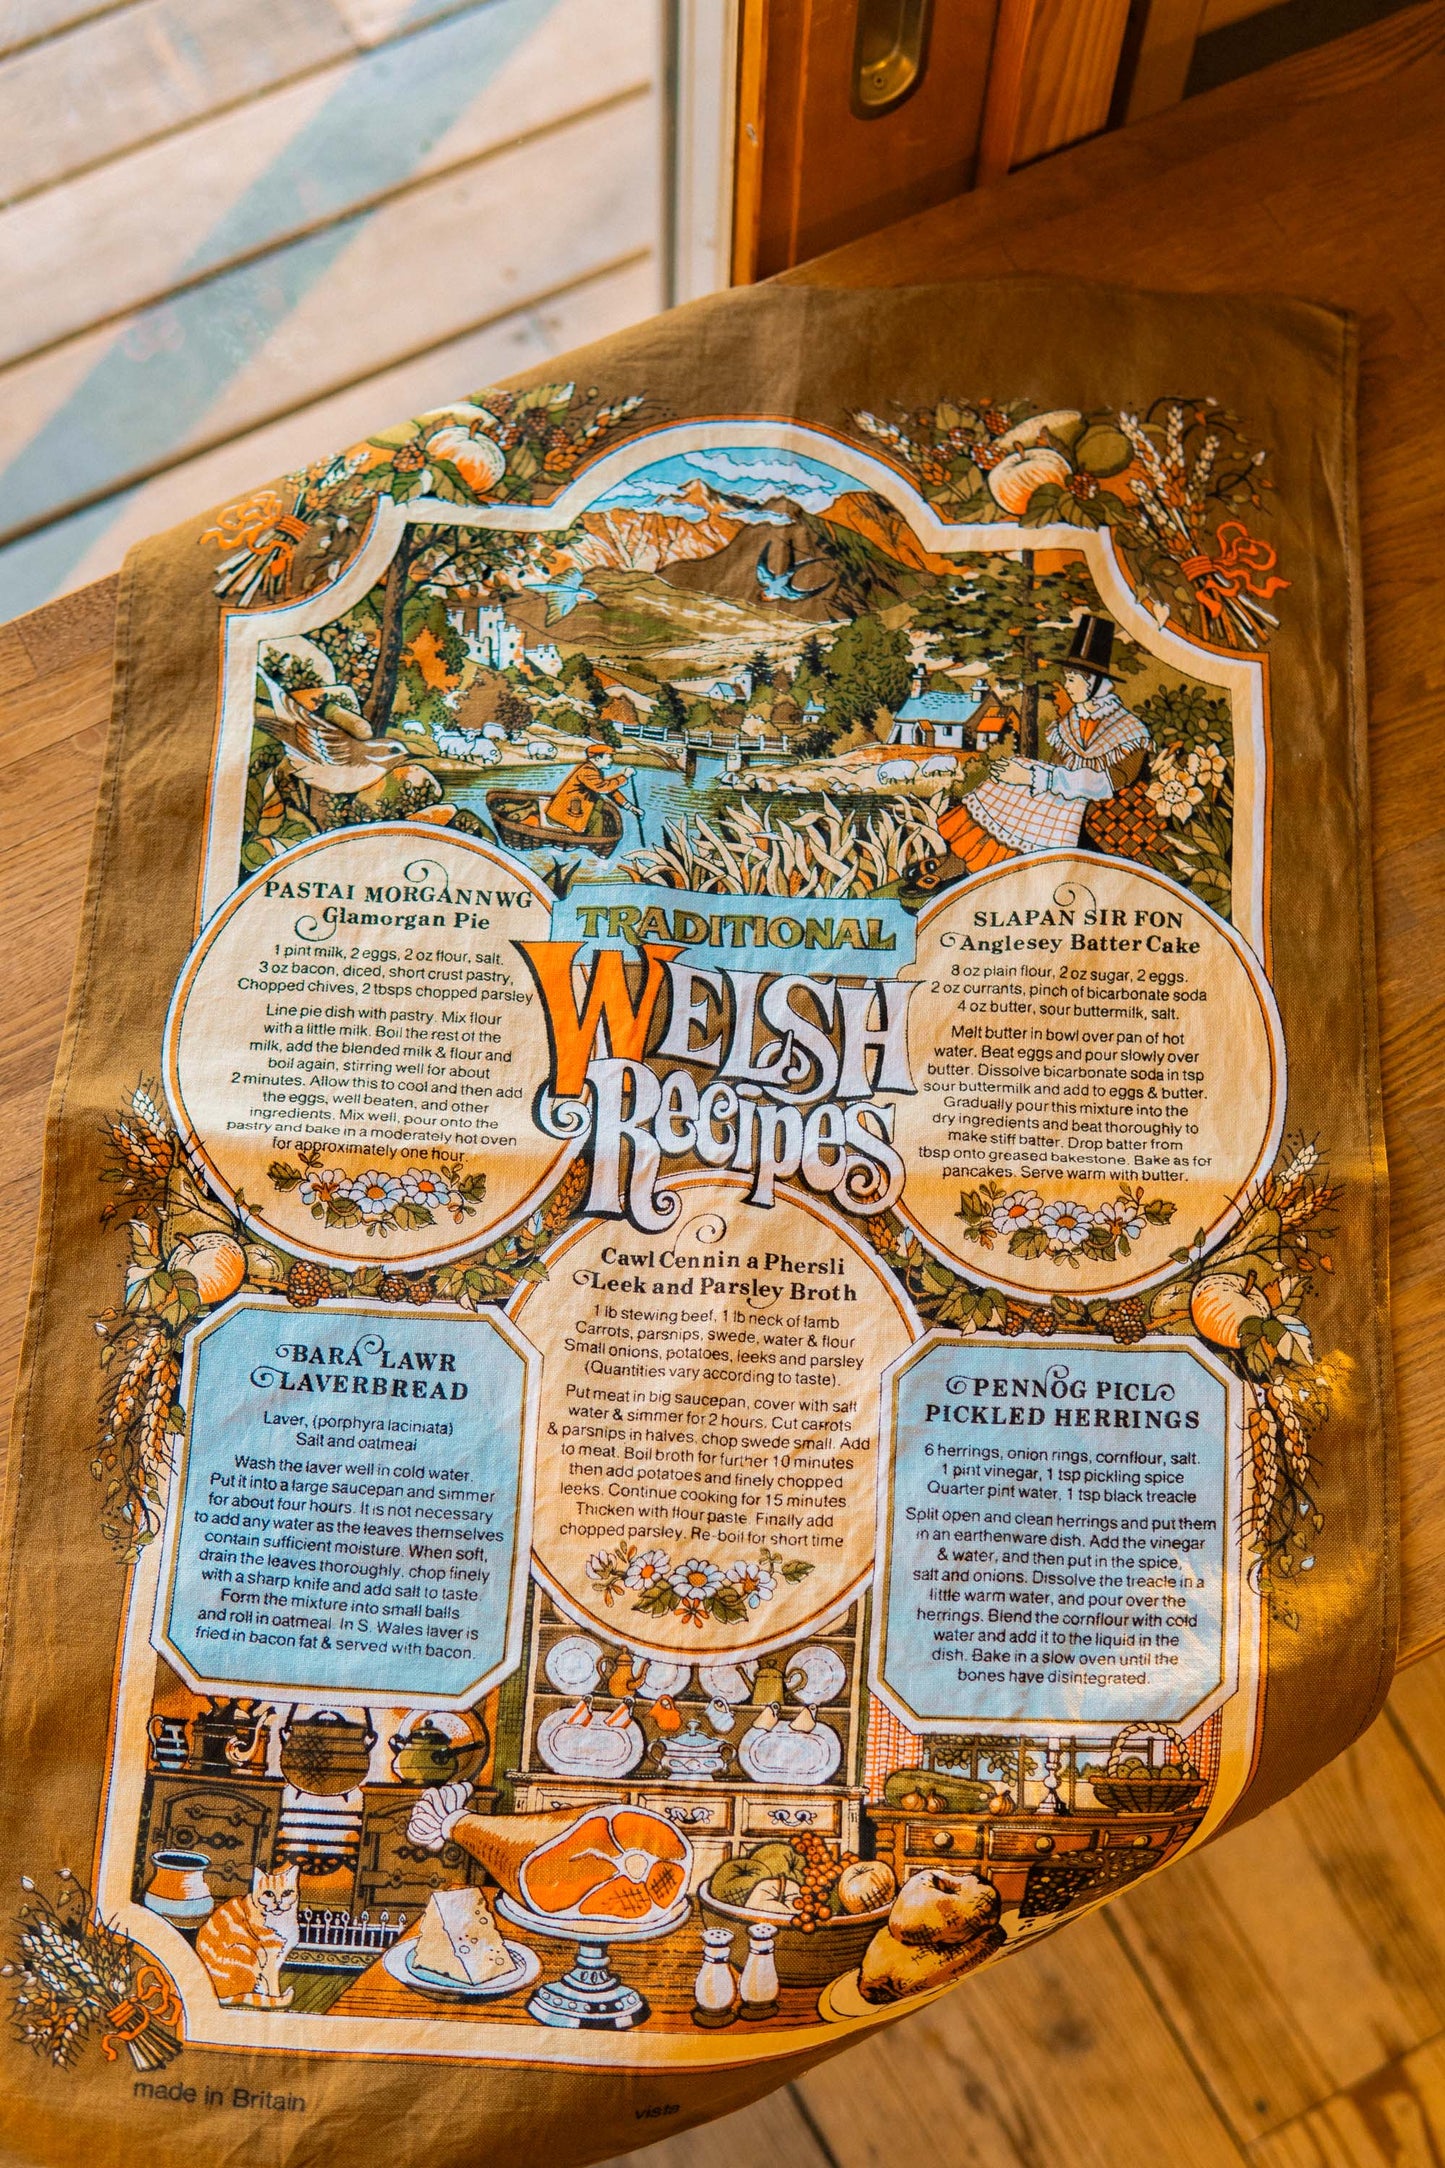 TRADITIONAL
WELSH
RECIPES
PASTAI MORGANNWG
Glamorgan Pie
1 pint milk, 2 eggs, 2 oz flour, salt.
3 oz bacon, diced, short crust pastry,
Chopped chives, 2 tbsps chopped parsley
Line pie dish with pastry. Mix flour
with a little milk. Boil the rest of the
milk, add the blended milk & flour and
boil again, stirring well for about
2 minutes. Allow this to cool and then add
the eggs, well beaten, and other
ingredients. Mix well, pour onto the
pastry and bake in a moderately hot oven
for approximately one hour.
SLAPAN SIR FON
Anglesey Batter Cake
8 oz plain flour, 2 oz sugar, 2 eggs.
2 oz currants, pinch of bicarbonate soda
4 oz butter, sour buttermilk, salt.
Melt butter in bowl over pan of hot
water. Beat eggs and pour slowly over
butter. Dissolve bicarbonate soda in tsp
sour buttermilk and add to eggs & butter.
Gradually pour this mixture into the
dry ingredients and beat thoroughly to
make stiff batter. Drop batter from
tbsp onto greased bakestone. Bake as for
pancakes. Serve warm with butter.
Cawl Cennin a Phersli
Leek and Parsley Broth
1 lb stewing beef, 1 lb neck of lamb
Carrots, parsnips, swede, water & flour
Small onions, potatoes, leeks and parsley
(Quantities vary according to taste).
Put meat in big saucepan, cover with salt
water & simmer for 2 hours. Cut carrots
& parsnips in halves, chop swede small. Add
to meat. Boil broth for further 10 minutes
then add potatoes and finely chopped
leeks. Continue cooking for 15 minutes.
Thicken with flour paste. Finally add
chopped parsley. Re-boil for short time
BARA LAWR
LAVERBREAD
Laver, (porphyra laciniata)
Salt and oatmeal
Wash the laver well in cold water.
Put it into a large saucepan and simmer
for about four hours. It is not necessary
to add any water as the leaves themselves
contain sufficient moisture. When soft,
drain the leaves thoroughly, chop finely
with a sharp knife and add salt to taste.
Form the mixture into small balls
and roll in oatmeal. In S. Wales laver is
fried in bacon fat & served with bacon.
PENNOG PICL
PICKLED HERRINGS
6 herrings, onion rings, cornflour, salt.
1 pint vinegar, 1 tsp pickling spice
Quarter pint water, 1 tsp black treacle
Split open and clean herrings and put them
in an earthenware dish. Add the vinegar
& water, and then put in the spice,
salt and onions. Dissolve the treacle in a
little warm water, and pour over the
herrings. Blend the cornflour with cold
water and add it to the liquid in the
dish. Bake in a slow oven until the
bones have disintegrated.
made in Britain
vista